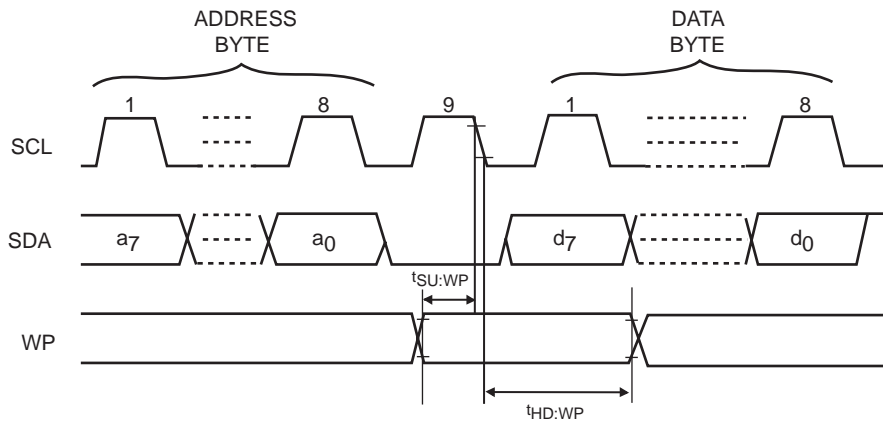 ADDRESS
BYTE
DATA
BYTE
1
8
9
1
8
SCL
SDA
a7
a0
d7
d0
tSU:WP
WP
tHD:WP